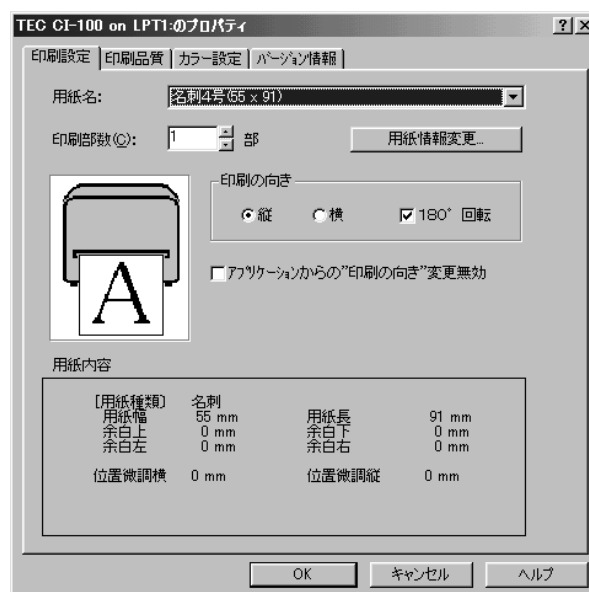 TEC CI-100 on LPT1:のプロパティ
印刷設定 印刷品質 カラー設定 バージョン情報
用紙名: 名刺4号(55 x 91)
印刷部数(C): 1 部 用紙情報変更...
印刷の向き
縦 横 180° 回転
A
アプリケーションからの"印刷の向き"変更無効
用紙内容
[用紙種類] 名刺
用紙幅 55 mm 用紙長 91 mm
余白上 0 mm 余白下 0 mm
余白左 0 mm 余白右 0 mm
位置微調横 0 mm 位置微調縦 0 mm
OK キャンセル ヘルプ